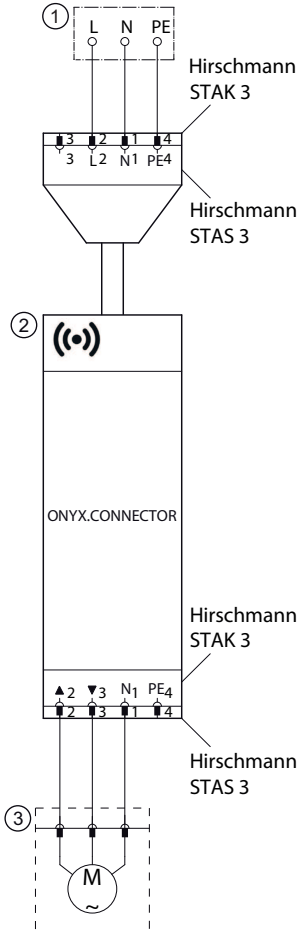 1
L N PE
Hirschmann
STAK 3
3 2 1 4
3 L2 N1 PE4
Hirschmann
STAS 3
2
ONYX.CONNECTOR
Hirschmann
STAK 3
▲2 ▼3 N1 PE4
2 3 1 4
Hirschmann
STAS 3
3
M
~